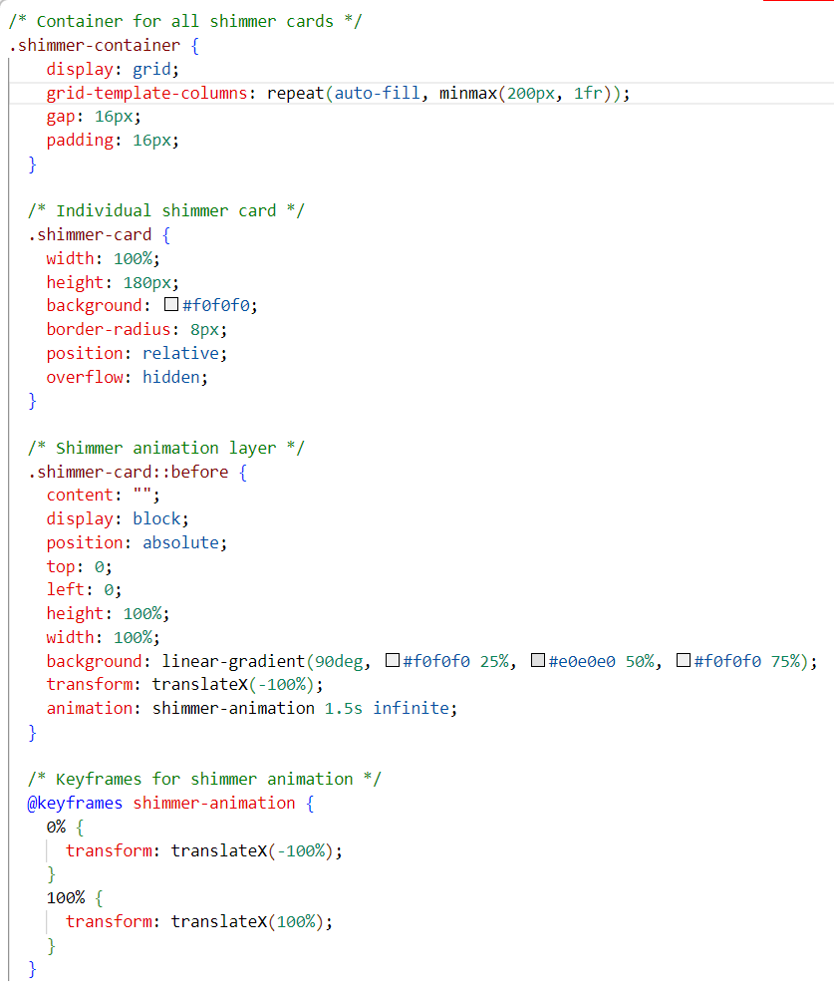 /* Container for all shimmer cards */
.shimmer-container {
    display: grid;
    grid-template-columns: repeat(auto-fill, minmax(200px, 1fr));
    gap: 16px;
    padding: 16px;
  }

  /* Individual shimmer card */
  .shimmer-card {
    width: 100%;
    height: 180px;
    background: #f0f0f0;
    border-radius: 8px;
    position: relative;
    overflow: hidden;
  }

  /* Shimmer animation layer */
  .shimmer-card::before {
    content: "";
    display: block;
    position: absolute;
    top: 0;
    left: 0;
    height: 100%;
    width: 100%;
    background: linear-gradient(90deg, #f0f0f0 25%, #e0e0e0 50%, #f0f0f0 75%);
    transform: translateX(-100%);
    animation: shimmer-animation 1.5s infinite;
  }

  /* Keyframes for shimmer animation */
  @keyframes shimmer-animation {
    0% {
      transform: translateX(-100%);
    }
    100% {
      transform: translateX(100%);
    }
  }